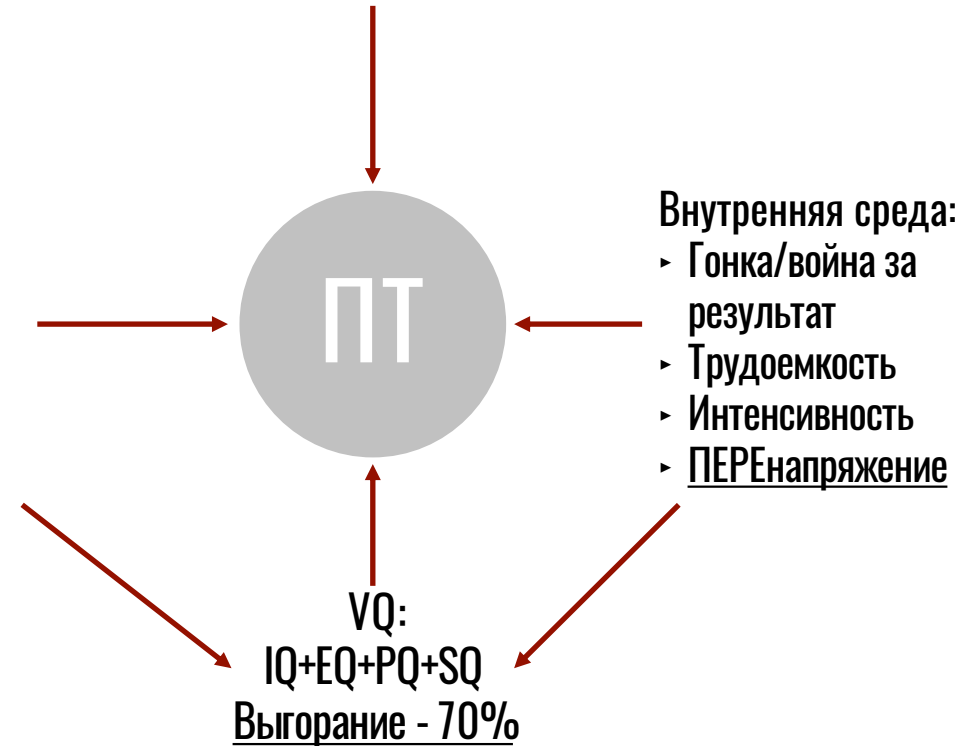 ПТ
Внутренняя среда:
‣ Гонка/война за
результат
‣ Трудоемкость
‣ Интенсивность
‣ ПЕРЕнапряжение
VQ:
IQ+EQ+PQ+SQ
Выгорание - 70%